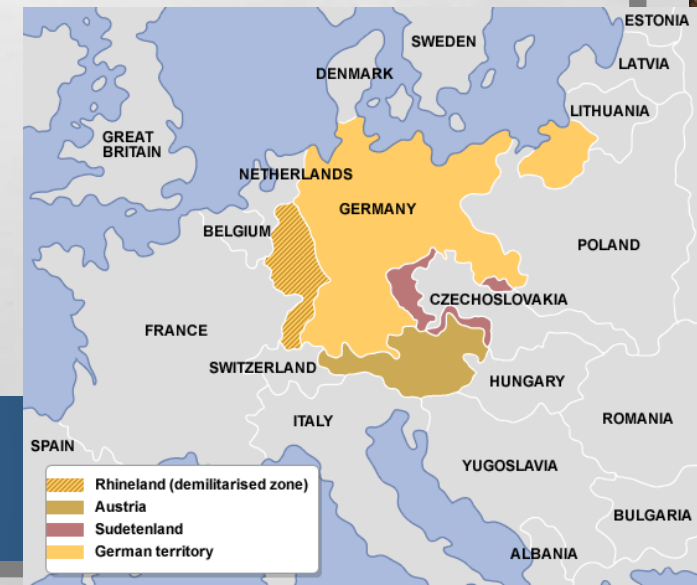 ESTONIA
SWEDEN
LATVIA
DENMARK
LITHUANIA
GREAT
BRITAIN
NETHERLANDS
GERMANY
BELGIUM
POLAND
CZECHOSLOVAKIA
FRANCE
SWITZERLAND
HUNGARY
ITALY
ROMANIA
SPAIN
YUGOSLAVIA
BULGARIA
ALBANIA
Rhineland (demilitarised zone)
Austria
Sudetenland
German territory